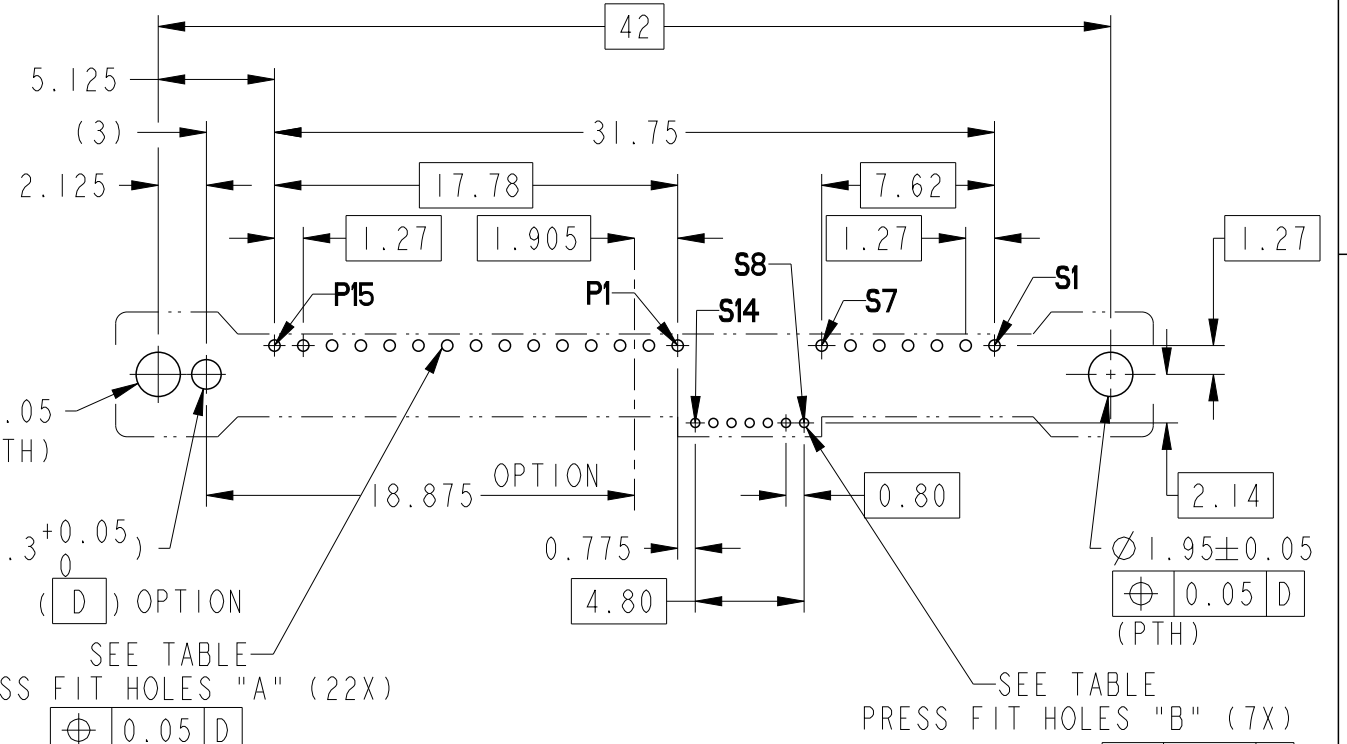 42
5.125
(3)
31.75
2.125
17.78
7.62
1.27
1.905
1.27
1.27
S8
S1
P15
P1
S14
S7
.05
TH)
18.875
OPTION
0.80
2.14
.3 +0.05 0 )
0.775
Ø1.95±0.05
( D ) OPTION
4.80
⌖ 0.05 D
(PTH)
SEE TABLE
SS FIT HOLES "A" (22X)
⌖ 0.05 D
SEE TABLE
PRESS FIT HOLES "B" (7X)